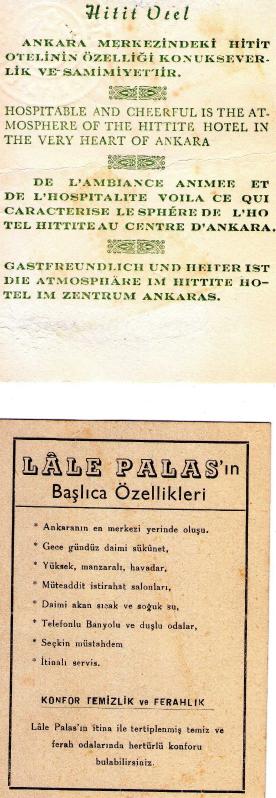 Hitit Otel
ANKARA MERKEZİNDEKİ HİTİT
OTELİNİN ÖZELLİĞİ KONUKSEVER-
LİK VE SAMİMİYETTİR.
HOSPITABLE AND CHEERFUL IS THE AT-
MOSPHERE OF THE HITTITE HOTEL IN
THE VERY HEART OF ANKARA
DE L'AMBIANCE ANIMEE ET
DE L'HOSPITALITE VOILA CE QUI
CARACTERISE LE SPHÉRE DE L'HO
TEL HITTITE AU CENTRE D'ANKARA.
GASTFREUNDLICH UND HEITER IST
DIE ATMOSPHÄRE IM HITTITE HO-
TEL IM ZENTRUM ANKARAS.
LÂLE PALAS'ın
Başlıca Özellikleri
* Ankaranın en merkezi yerinde oluşu.
* Gece gündüz daimi sükûnet,
* Yüksek, manzaralı, havadar,
* Müteaddit istirahat salonları,
* Daimi akan sıcak ve soğuk su,
* Telefonlu Banyolu ve duşlu odalar,
* Seçkin müstahdem
* İtinalı servis.
KONFOR TEMİZLİK ve FERAHLIK
Lâle Palas'ın itina ile tertiplenmiş temiz ve
ferah odalarında hertürlü konforu
bulabilirsiniz.